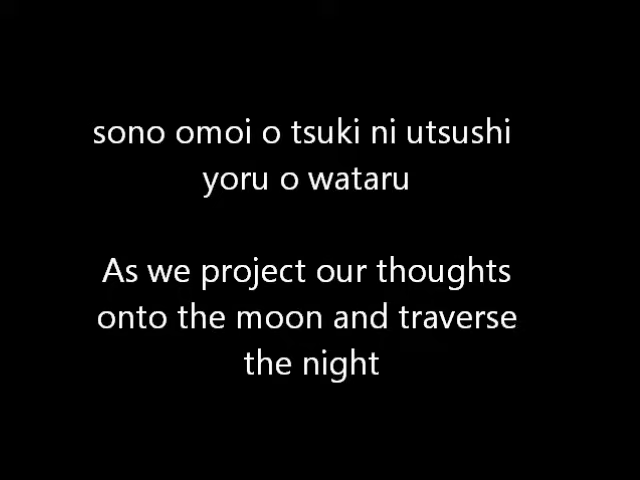 sono omoi o tsuki ni utsushi
yoru o wataru
As we project our thoughts
onto the moon and traverse
the night